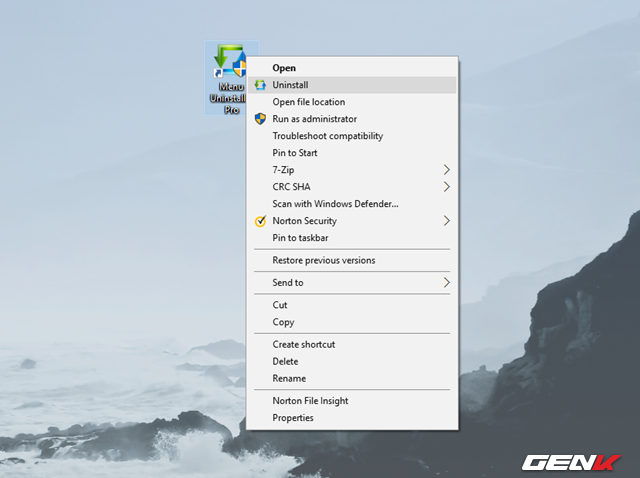 Menu
Uninstall
Pro
Open
Uninstall
Open file location
Run as administrator
Troubleshoot compatibility
Pin to Start
7-Zip
CRC SHA
Scan with Windows Defender...
Norton Security
Pin to taskbar
Restore previous versions
Send to
Cut
Copy
Create shortcut
Delete
Rename
Norton File Insight
Properties
GENK